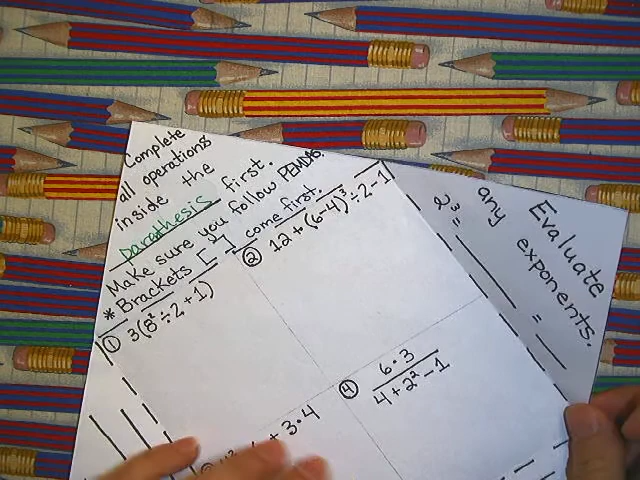 Complete
all operations
inside the
parathesis first.
Make sure you follow PEMDAS.
* Brackets [ ] come first.
① 3(8²÷2+1)
② 12+(6-4)³÷2-1
+ 3•4
④ 6•3
4+2²-1
Evaluate
any exponents.
2³= ____ = ____